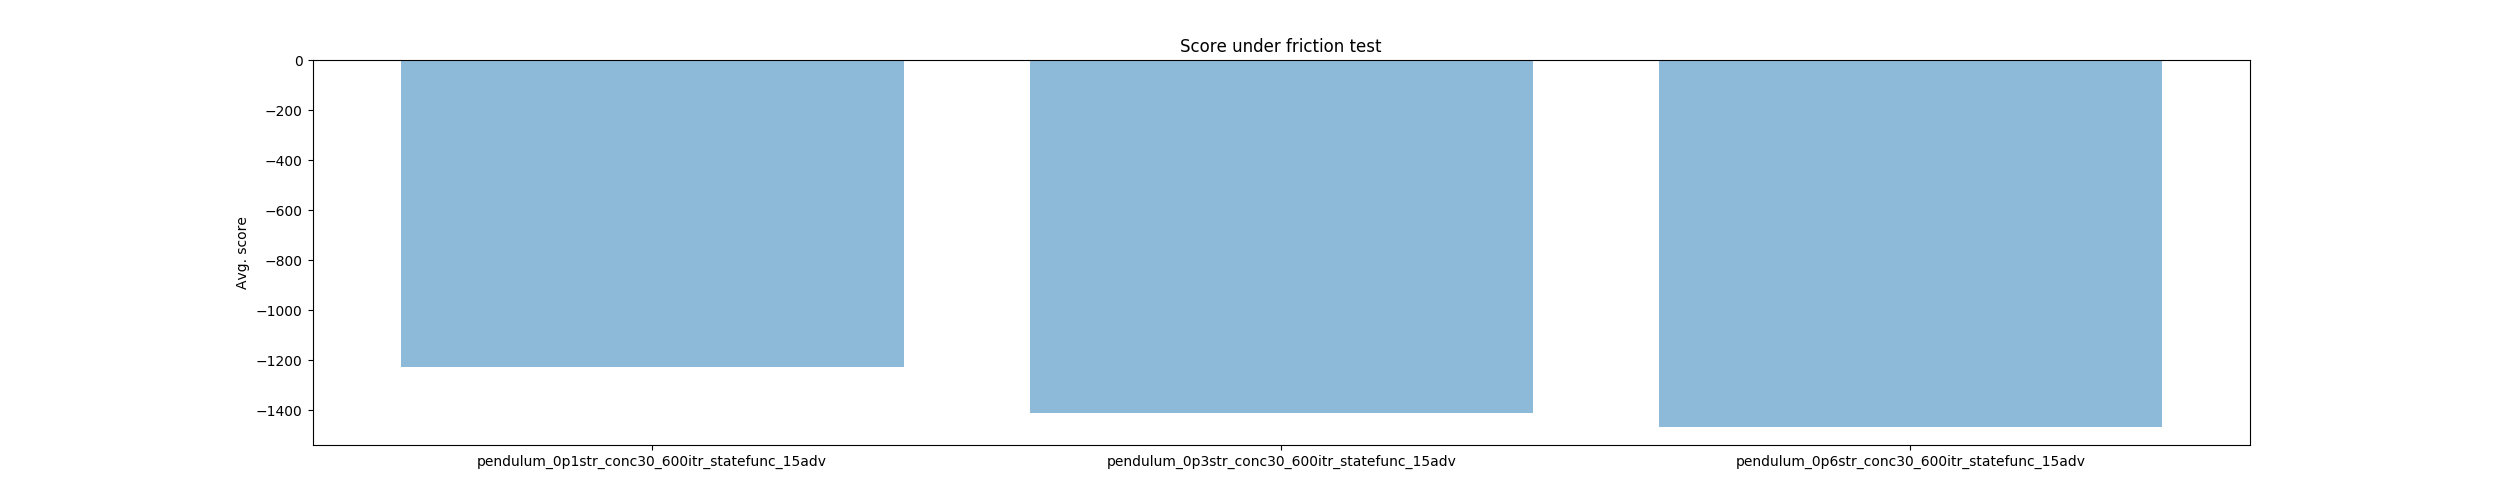 Score under friction test
0
−200
−400
−600
−800
−1000
−1200
−1400
Avg. score
pendulum_0p1str_conc30_600itr_statefunc_15adv
pendulum_0p3str_conc30_600itr_statefunc_15adv
pendulum_0p6str_conc30_600itr_statefunc_15adv